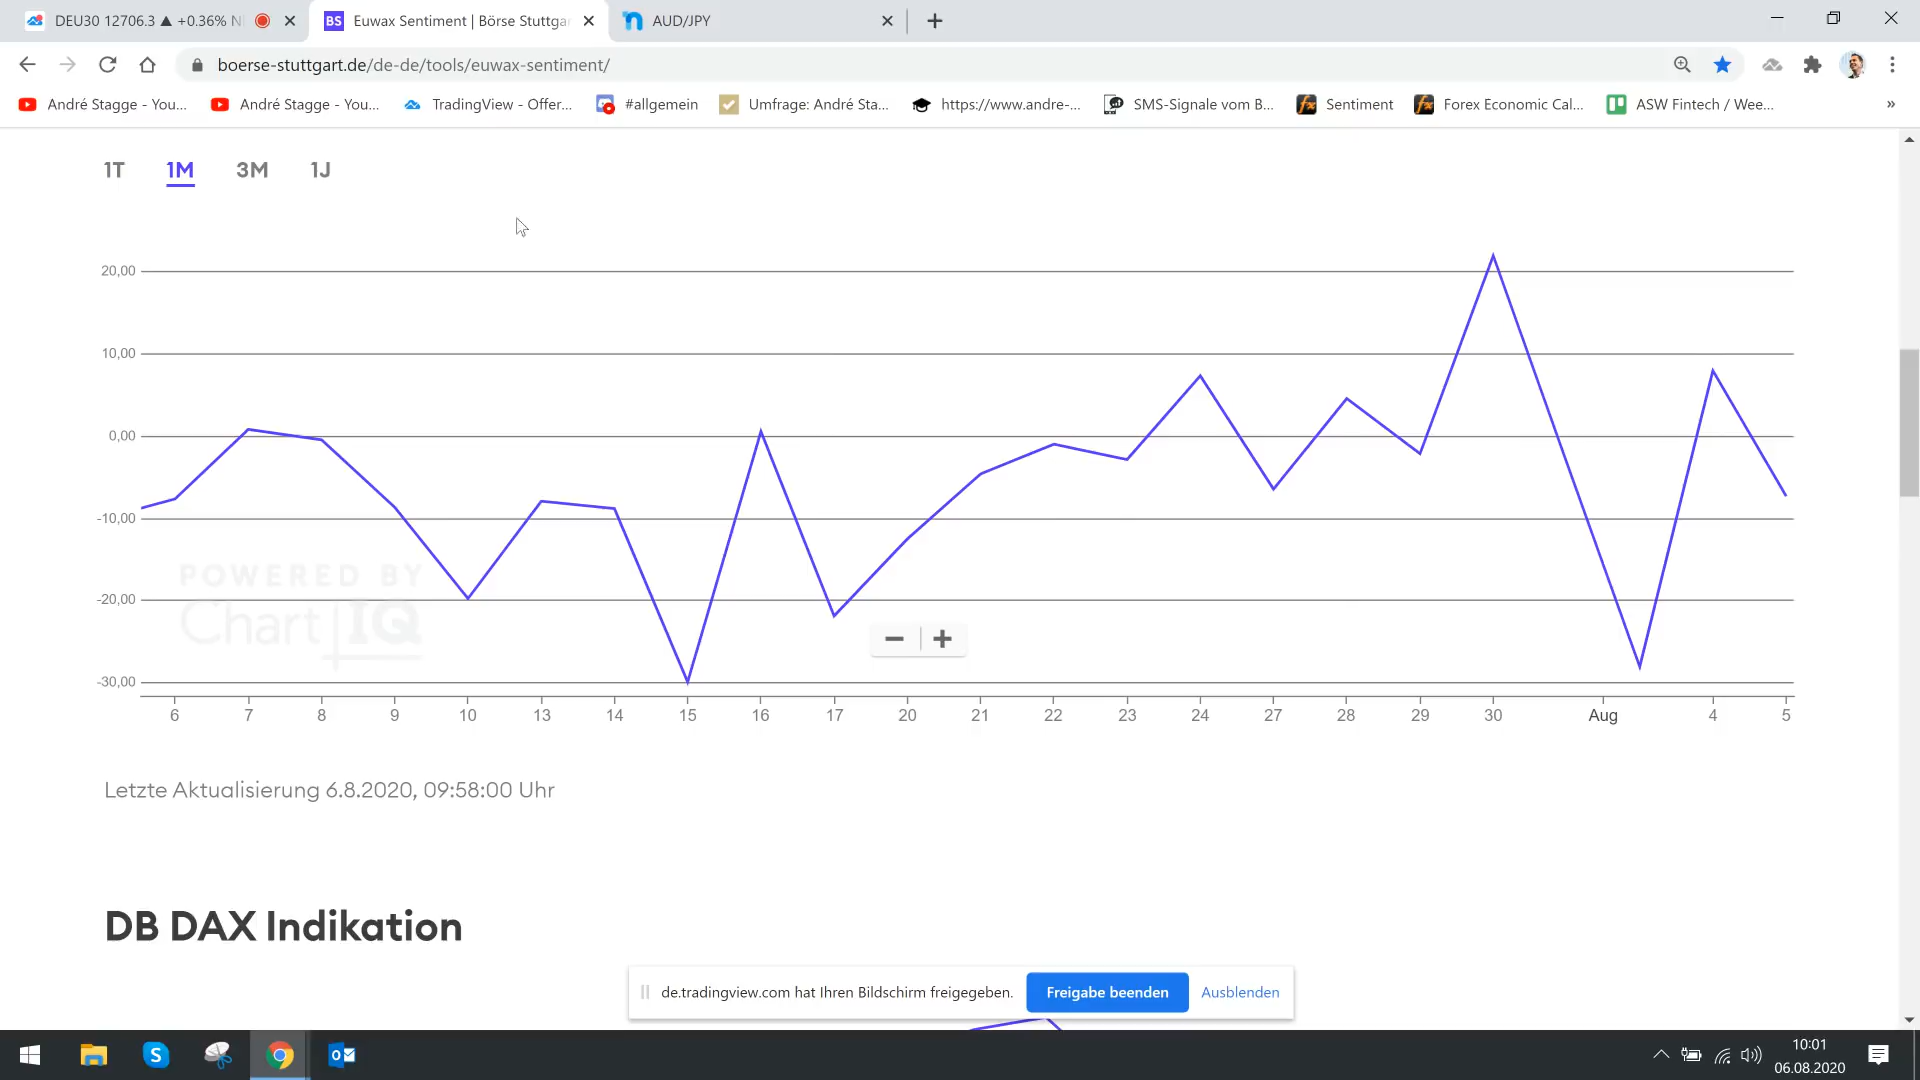 DEU30 12706.3 ▲ +0.36% N
BS Euwax Sentiment | Börse Stuttgar
AUD/JPY
boerse-stuttgart.de/de-de/tools/euwax-sentiment/
André Stagge - You...
André Stagge - You...
TradingView - Offer...
#allgemein
Umfrage: André Sta...
https://www.andre-...
SMS-Signale vom B...
Sentiment
Forex Economic Cal...
ASW Fintech / Wee...
»
1T 1M 3M 1J
20,00
10,00
0,00
-10,00
-20,00
-30,00
POWERED BY
Chart IQ
6 7 8 9 10 13 14 15 16 17 20 21 22 23 24 27 28 29 30 Aug 4 5
Letzte Aktualisierung 6.8.2020, 09:58:00 Uhr
DB DAX Indikation
de.tradingview.com hat Ihren Bildschirm freigegeben.
Freigabe beenden
Ausblenden
10:01
06.08.2020